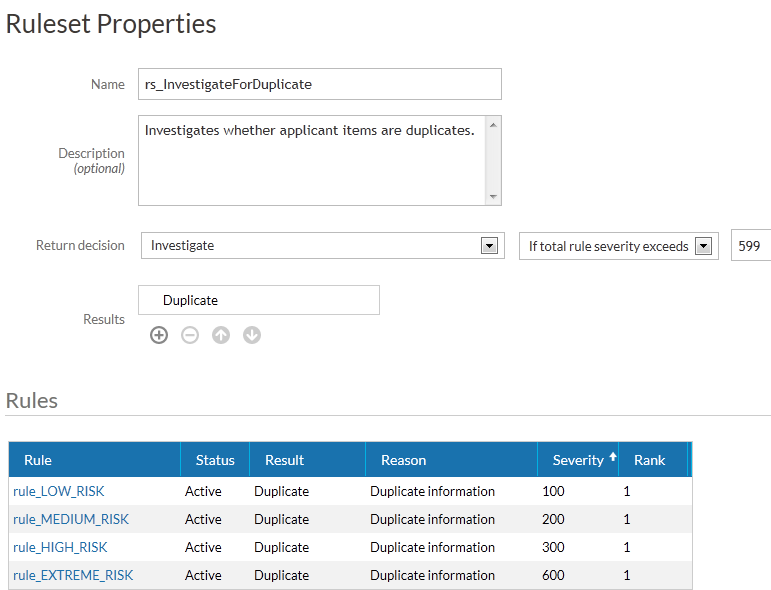 Ruleset Properties
Name rs_InvestigateForDuplicate
Investigates whether applicant items are duplicates.
Description
(optional)
Return decision Investigate If total rule severity exceeds 599
Duplicate
Results
Rules
Rule Status Result Reason Severity Rank
rule_LOW_RISK Active Duplicate Duplicate information 100 1
rule_MEDIUM_RISK Active Duplicate Duplicate information 200 1
rule_HIGH_RISK Active Duplicate Duplicate information 300 1
rule_EXTREME_RISK Active Duplicate Duplicate information 600 1